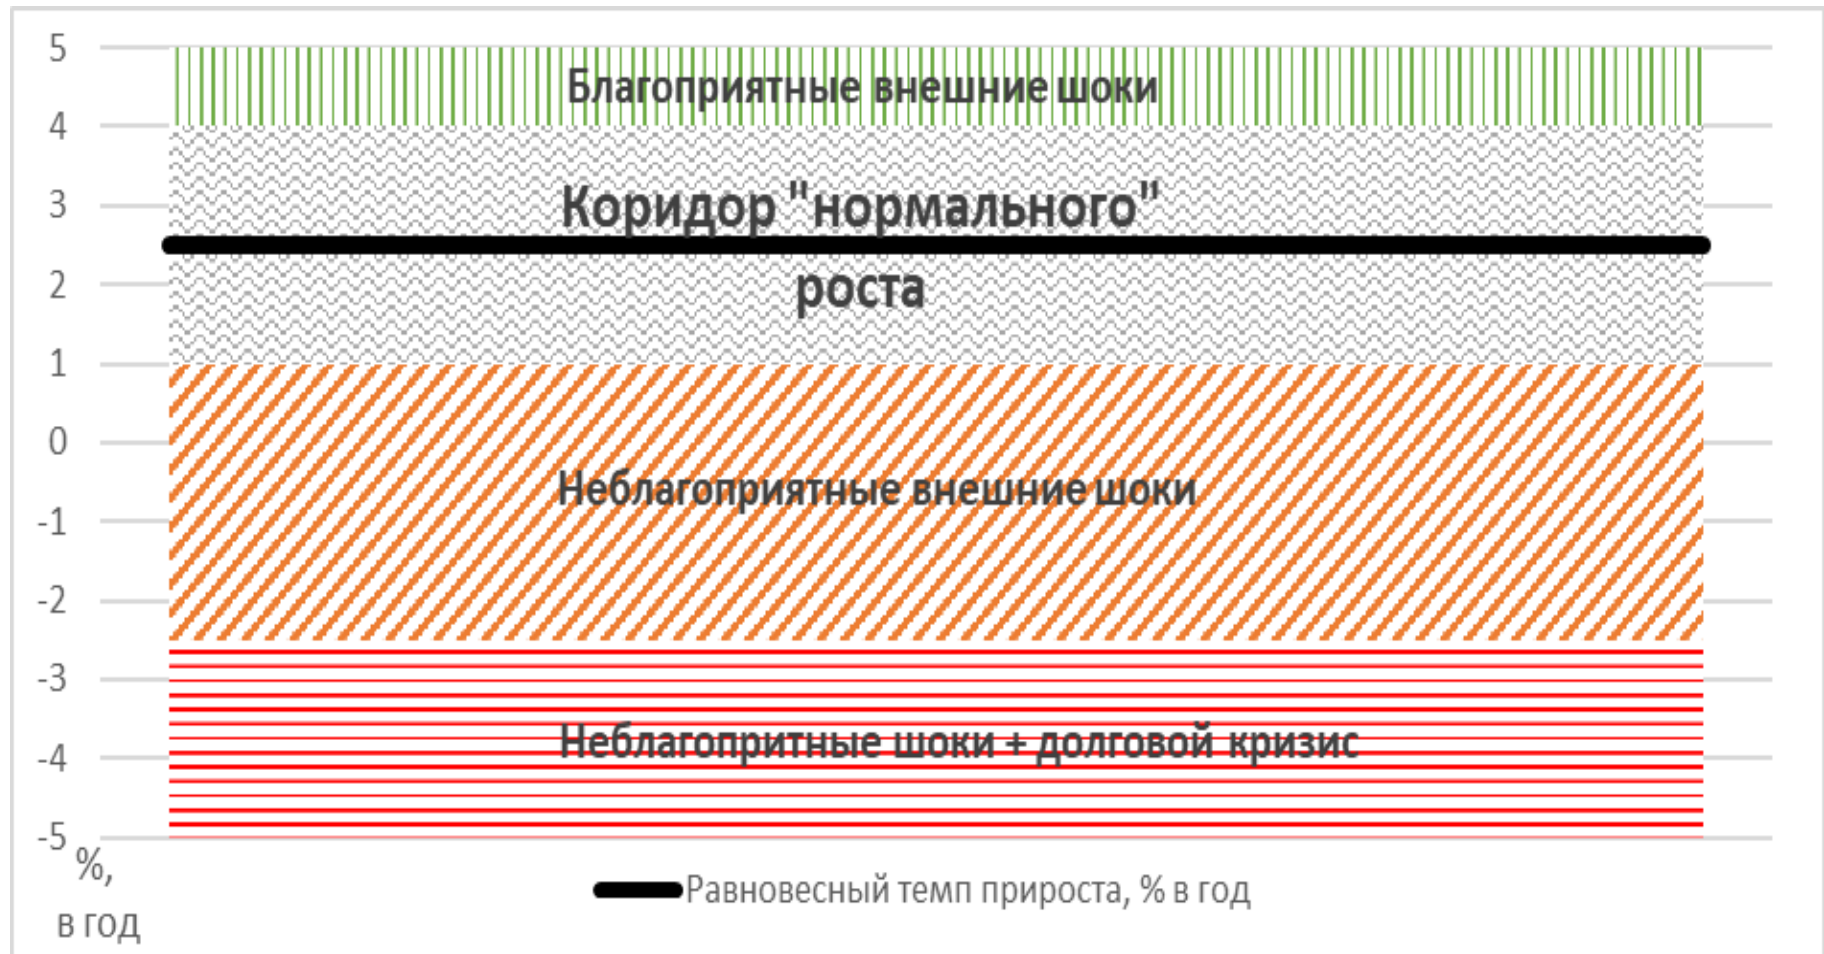 5
Благоприятные внешние шоки
4
3
Коридор "нормального"
2
роста
1
0
Неблагоприятные внешние шоки
-1
-2
-3
Неблагопритные шоки + долговой кризис
-4
-5
%,
в год
Равновесный темп прироста, % в год